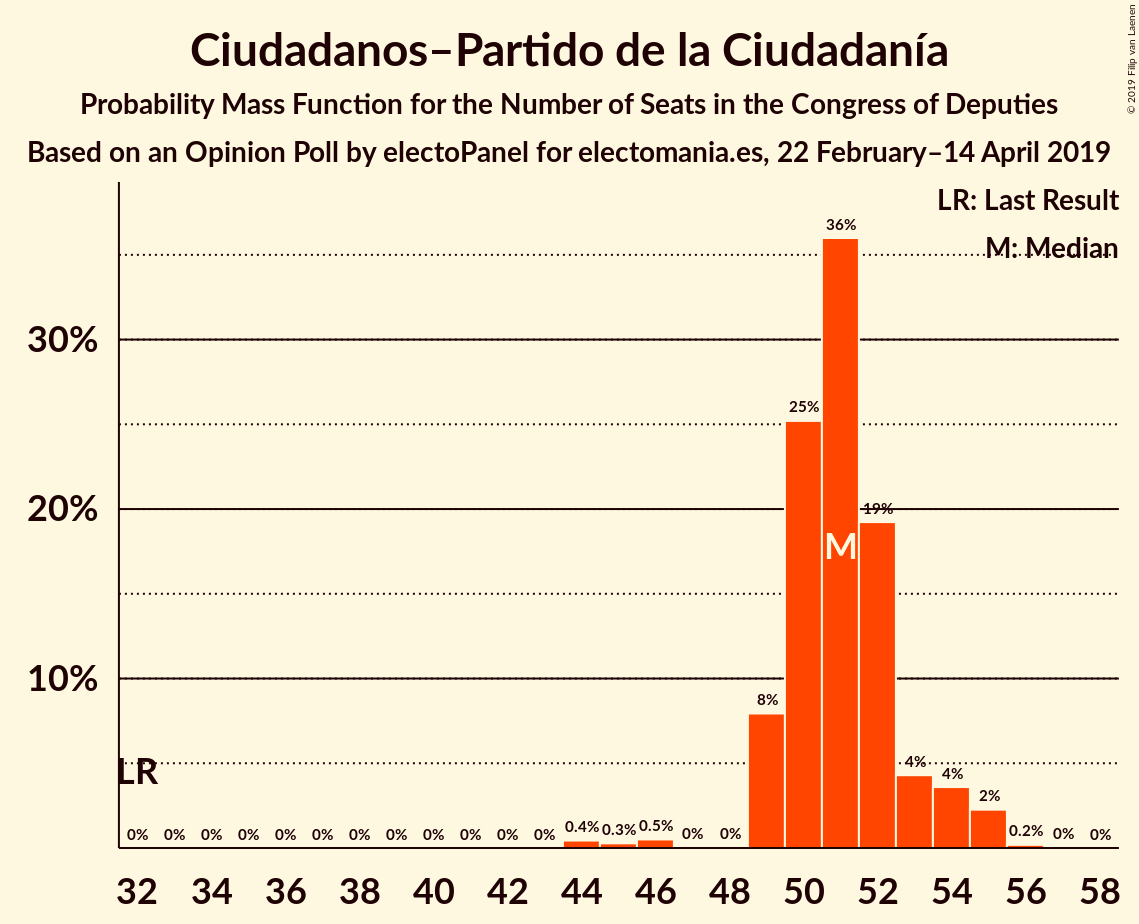 Ciudadanos–Partido de la Ciudadanía
Probability Mass Function for the Number of Seats in the Congress of Deputies
Based on an Opinion Poll by electoPanel for electomania.es, 22 February–14 April 2019
© 2019 Filip van Laenen
LR: Last Result
M: Median
36%
30%
25%
20%
19%
M
10%
8%
LR
4%
4%
2%
0% 0% 0% 0% 0% 0% 0% 0% 0% 0% 0% 0% 0.4% 0.3% 0.5% 0% 0% 0.2% 0% 0%
32 34 36 38 40 42 44 46 48 50 52 54 56 58